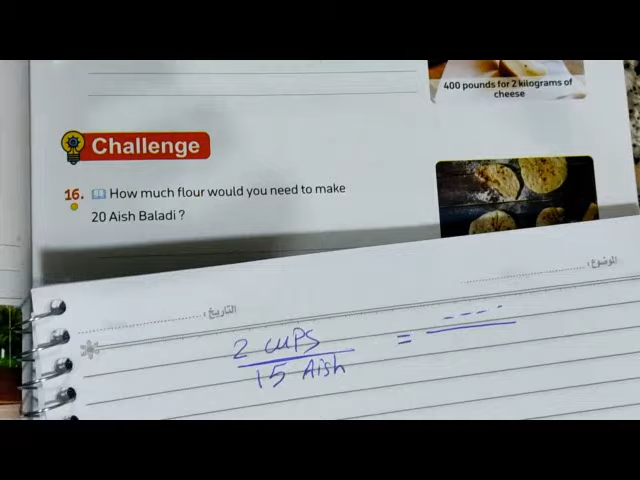 400 pounds for 2 kilograms of
cheese
Challenge
16. How much flour would you need to make
20 Aish Baladi ?
الموضوع:
التاريخ:
2 cups = ----
15 Aish